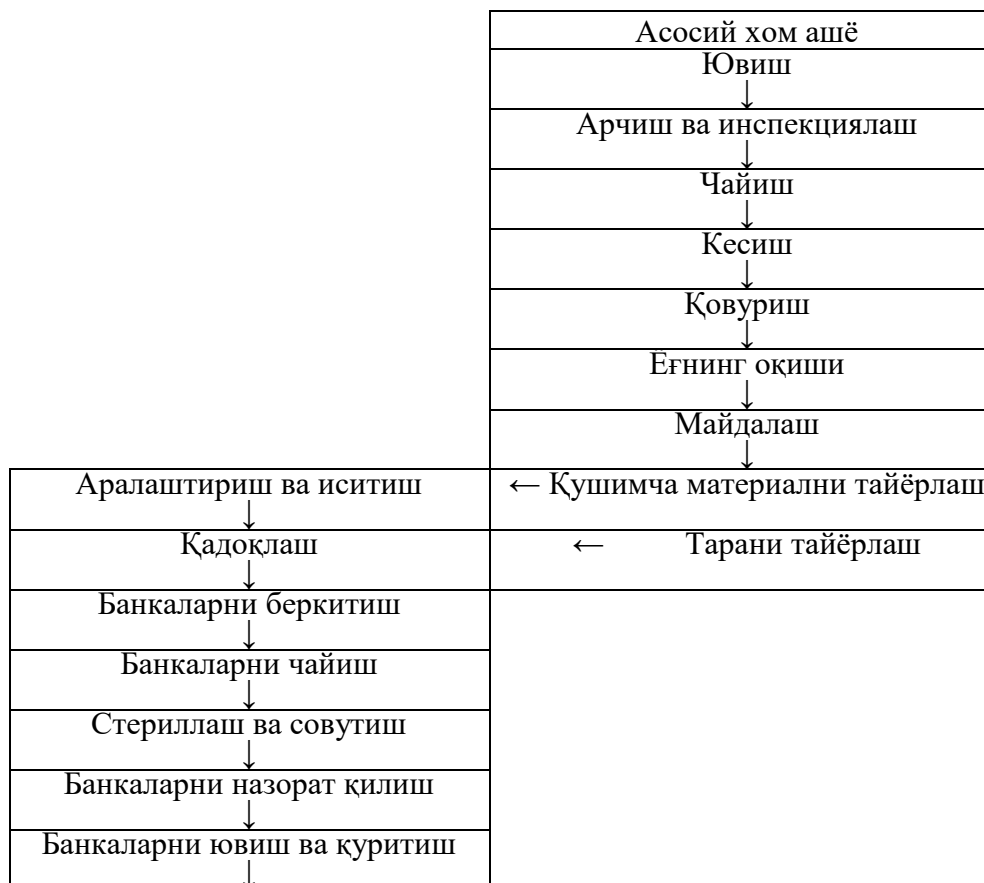 Асосий хом ашё
Ювиш
↓
Арчиш ва инспекциялаш
↓
Чайиш
↓
Кесиш
↓
Қовуриш
↓
Ёғнинг оқиши
↓
Майдалаш
↓
Аралаштириш ва иситиш ← Қушимча материални тайёрлаш
↓
Қадоқлаш ← Тарани тайёрлаш
↓
Банкаларни беркитиш
↓
Банкаларни чайиш
↓
Стериллаш ва совутиш
↓
Банкаларни назорат қилиш
↓
Банкаларни ювиш ва қуритиш
↓